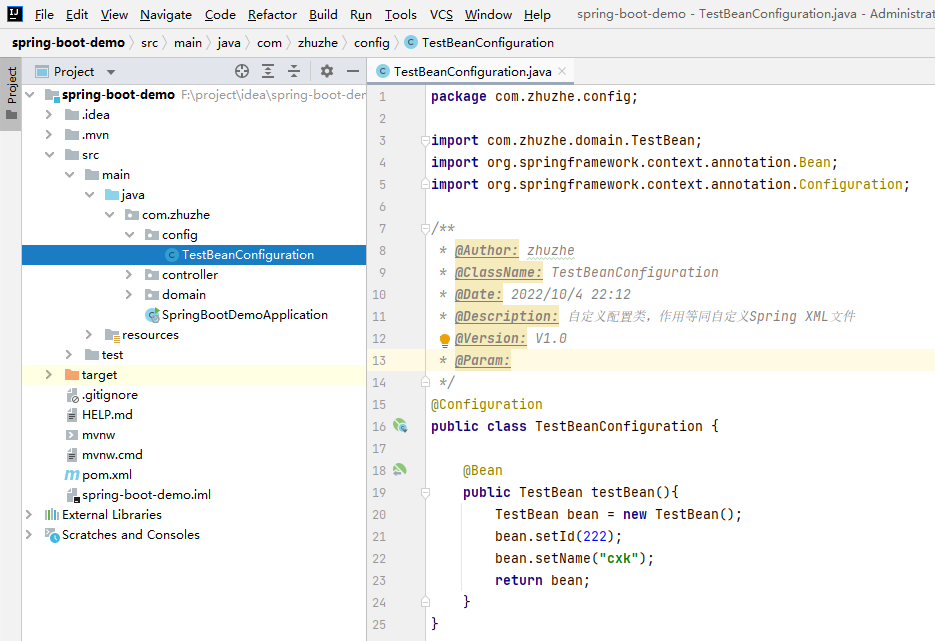 File Edit View Navigate Code Refactor Build Run Tools VCS Window Help spring-boot-demo - TestBeanConfiguration.java - Administrat
spring-boot-demo src main java com zhuzhe config TestBeanConfiguration
Project
Project
TestBeanConfiguration.java
spring-boot-demo F:\project\idea\spring-boot-der
.idea
.mvn
src
main
java
com.zhuzhe
config
TestBeanConfiguration
controller
domain
SpringBootDemoApplication
resources
test
target
.gitignore
HELP.md
mvnw
mvnw.cmd
pom.xml
spring-boot-demo.iml
External Libraries
Scratches and Consoles
1 package com.zhuzhe.config;
2
3 import com.zhuzhe.domain.TestBean;
4 import org.springframework.context.annotation.Bean;
5 import org.springframework.context.annotation.Configuration;
6
7 /**
8 * @Author: zhuzhe
9 * @ClassName: TestBeanConfiguration
10 * @Date: 2022/10/4 22:12
11 * @Description: 自定义配置类，作用等同自定义Spring XML文件
12 * @Version: V1.0
13 * @Param:
14 */
15 @Configuration
16 public class TestBeanConfiguration {
17
18 @Bean
19 public TestBean testBean(){
20 TestBean bean = new TestBean();
21 bean.setId(222);
22 bean.setName("cxk");
23 return bean;
24 }
25 }